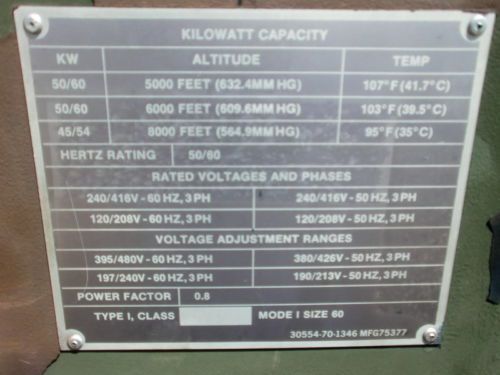 KILOWATT CAPACITY
KW ALTITUDE TEMP
50/60 5000 FEET (632.4MM HG) 107°F (41.7°C)
50/60 6000 FEET (609.6MM HG) 103°F (39.5°C)
45/54 8000 FEET (564.9MM HG) 95°F (35°C)
HERTZ RATING 50/60
RATED VOLTAGES AND PHASES
240/416V - 60 HZ, 3 PH 240/416V - 50 HZ, 3 PH
120/208V - 60 HZ, 3 PH 120/208V - 50 HZ, 3 PH
VOLTAGE ADJUSTMENT RANGES
395/480V - 60 HZ, 3 PH 380/426V - 50 HZ, 3 PH
197/240V - 60 HZ, 3 PH 190/213V - 50 HZ, 3 PH
POWER FACTOR 0.8
TYPE I, CLASS MODE I SIZE 60
30554-70-1346 MFG75377